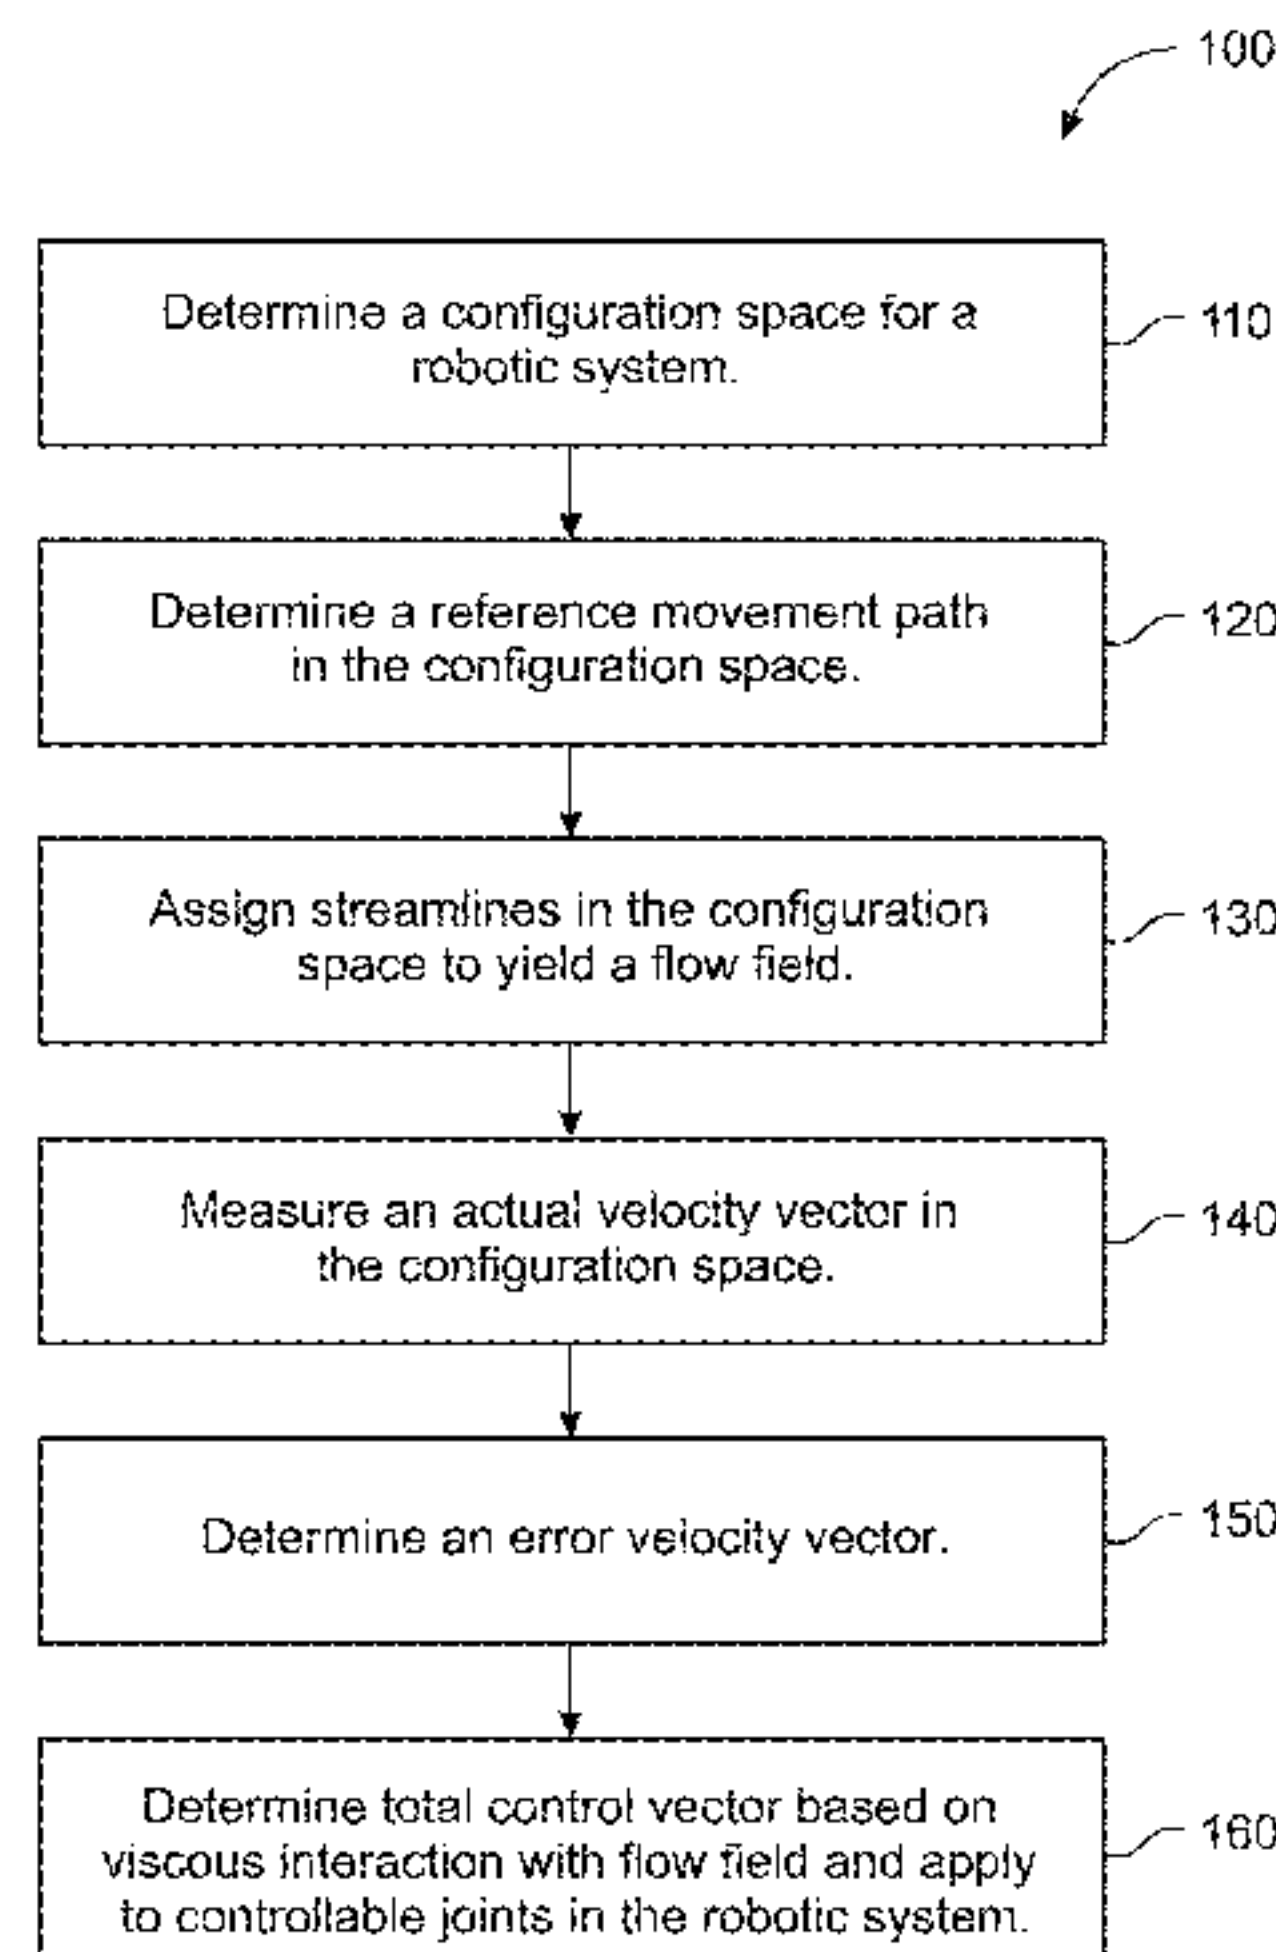 100
Determine a configuration space for a
robotic system.
110
Determine a reference movement path
in the configuration space.
120
Assign streamlines in the configuration
space to yield a flow field.
130
Measure an actual velocity vector in
the configuration space.
140
Determine an error velocity vector.
150
Determine total control vector based on
viscous interaction with flow field and apply
to controllable joints in the robotic system.
160